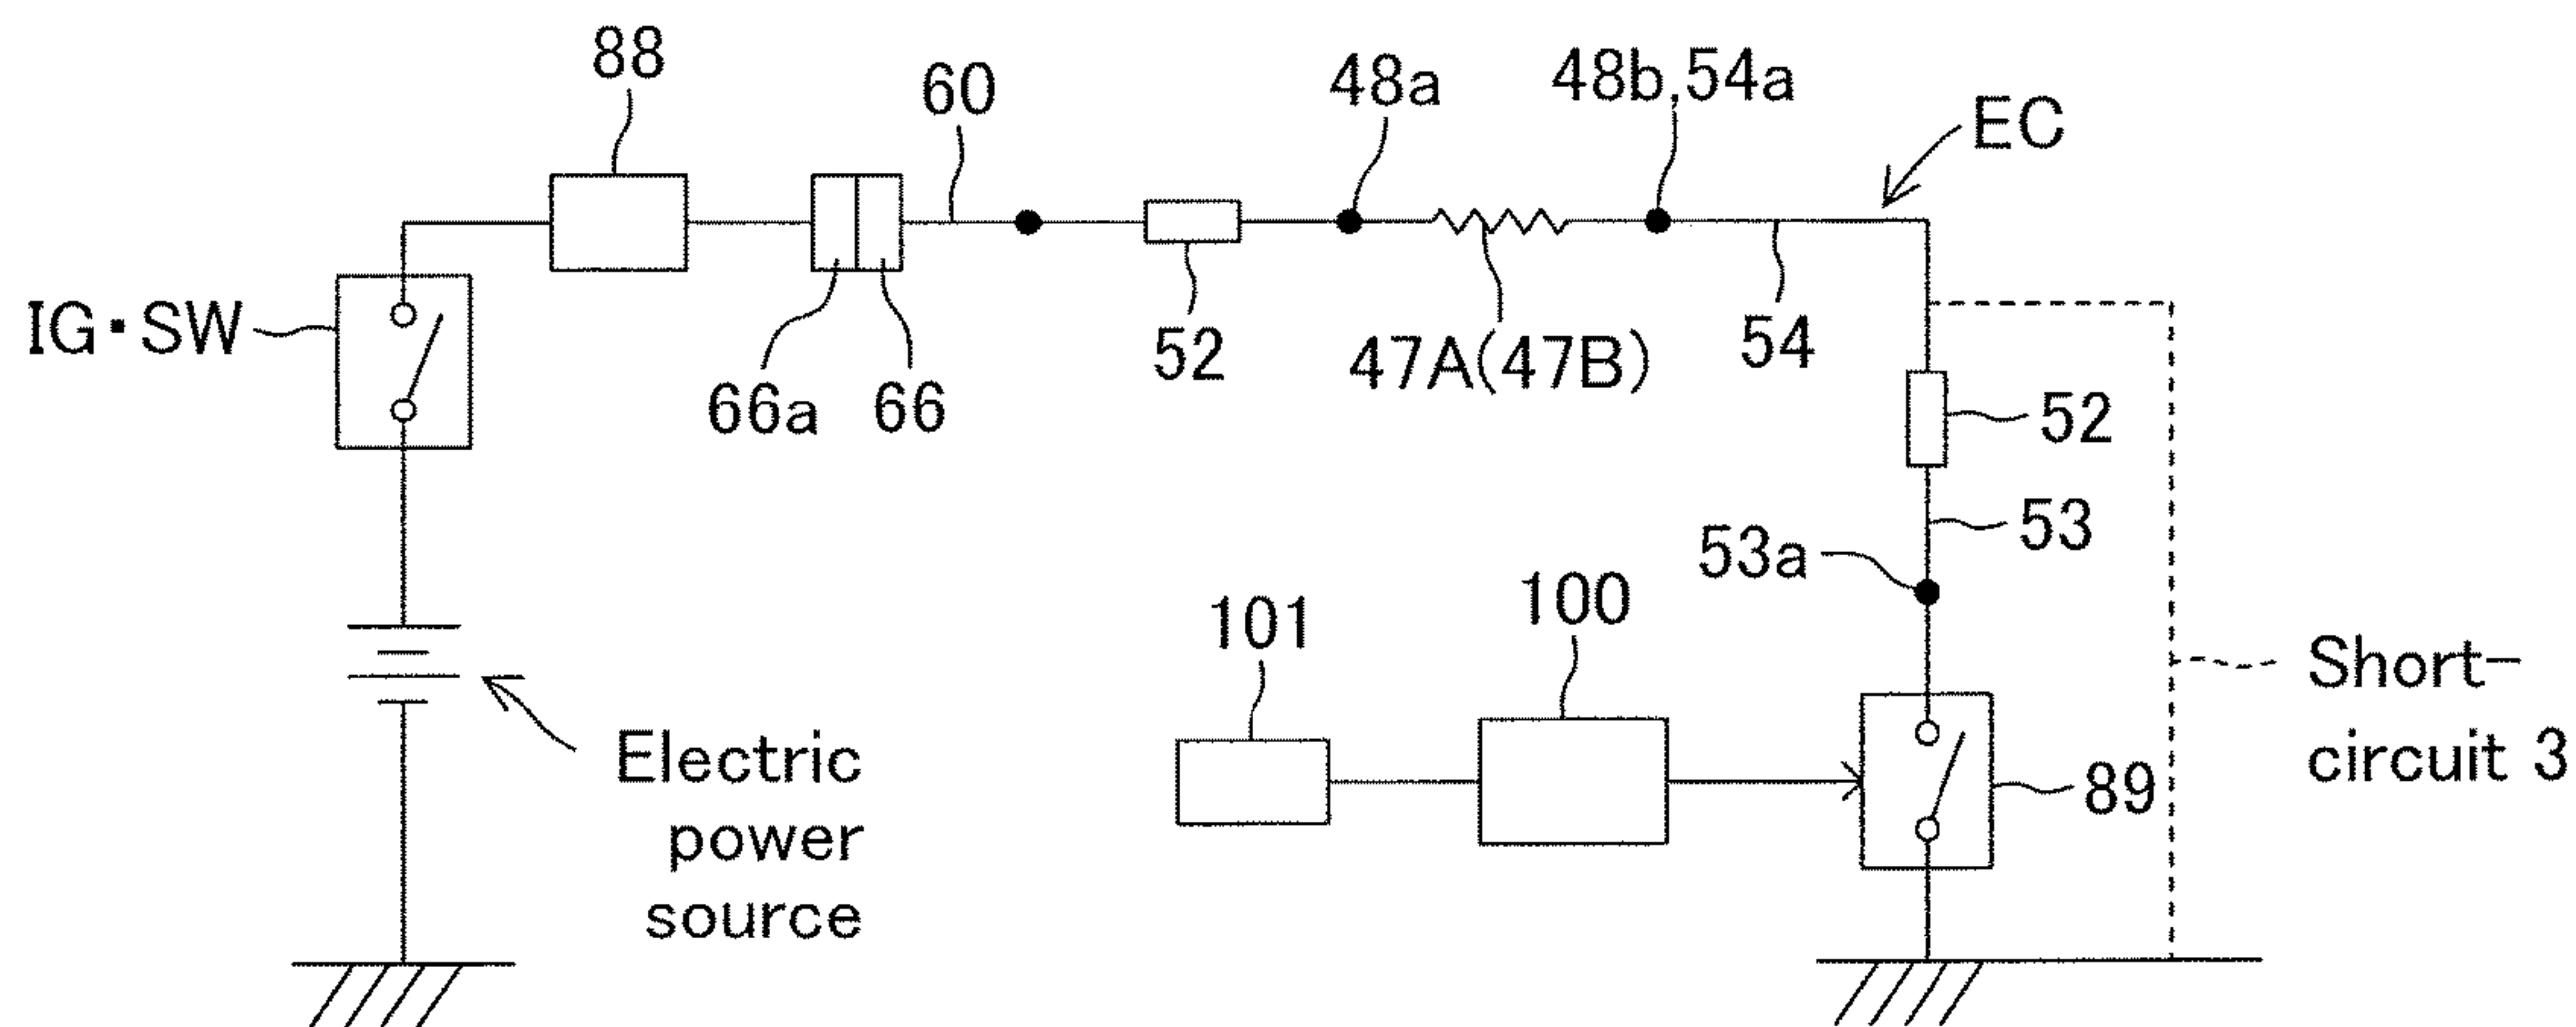 88
60
48a
48b,54a
EC
IG・SW
66a
66
52
47A(47B)
54
52
53
53a
101
100
89
Short-
circuit 3
Electric
power
source